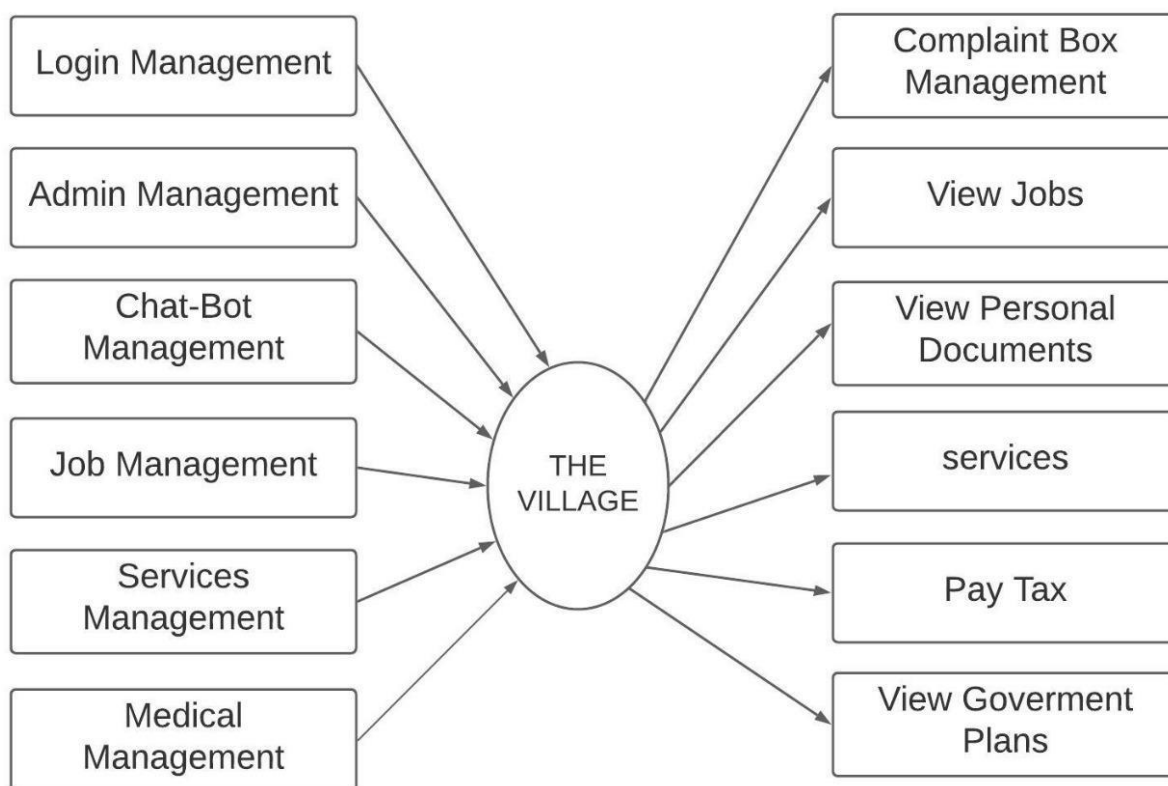 Login Management
Admin Management
Chat-Bot
Management
Job Management
Services
Management
Medical
Management
THE
VILLAGE
Complaint Box
Management
View Jobs
View Personal
Documents
services
Pay Tax
View Goverment
Plans